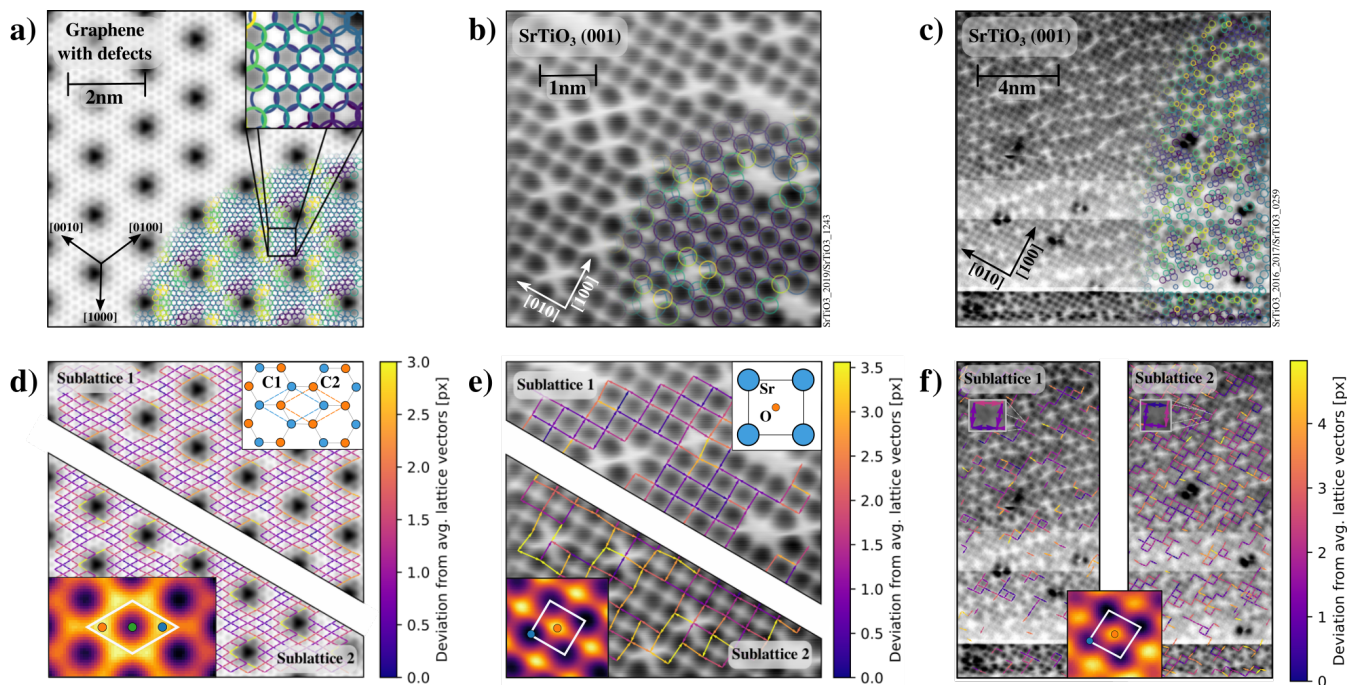 a)
Graphene
with defects
2nm
[0010]
[0100]
[1000]
b)
SrTiO3 (001)
1nm
[010]
[100]
SrTiO3_2019/SrTiO3_1243
c)
SrTiO3 (001)
4nm
[010]
[100]
SrTiO3_2016_2017/SrTiO3_0259
d)
Sublattice 1
C1
C2
Sublattice 2
3.0
2.5
2.0
1.5
1.0
0.5
0.0
Deviation from avg. lattice vectors [px]
e)
Sublattice 1
Sr
O
Sublattice 2
3.5
3.0
2.5
2.0
1.5
1.0
0.5
0.0
Deviation from avg. lattice vectors [px]
f)
Sublattice 1
Sublattice 2
4
3
2
1
0
Deviation from avg. lattice vectors [px]